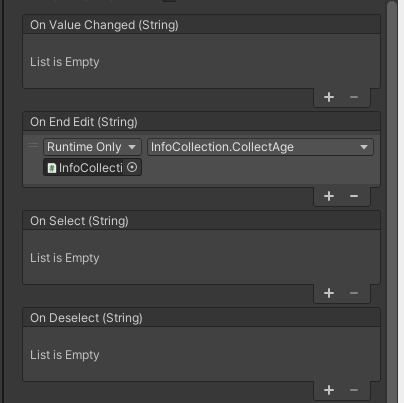 On Value Changed (String)
List is Empty
+ −
On End Edit (String)
Runtime Only InfoCollection.CollectAge
InfoCollecti
+ −
On Select (String)
List is Empty
+ −
On Deselect (String)
List is Empty
+ −